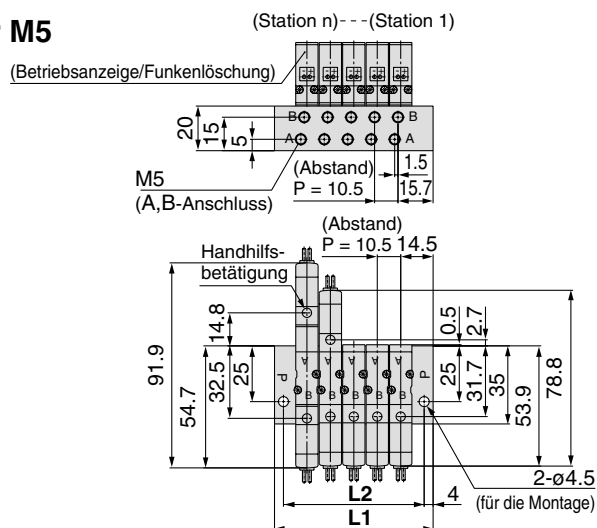 M5
(Station n)---(Station 1)
(Betriebsanzeige/Funkenlöschung)
B
B
A
A
20
15
5
M5
(A,B-Anschluss)
(Abstand)
P = 10.5
1.5
15.7
(Abstand)
P = 10.5
14.5
Handhilfs-
betätigung
91.9
14.8
54.7
32.5
25
0.5
2.7
25
31.7
35
53.9
78.8
P
P
A
A
A
A
A
B
B
B
B
B
2-ø4.5
(für die Montage)
L2
4
L1